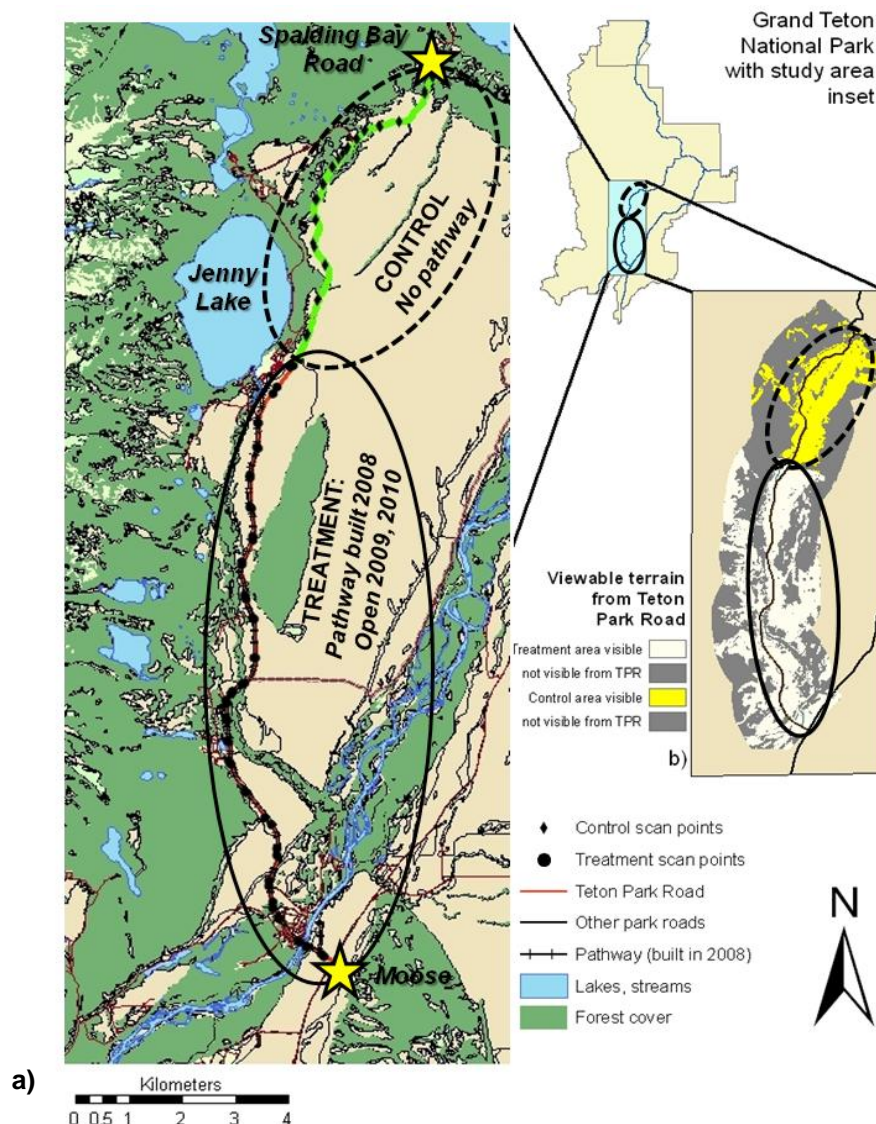 Spalding Bay
Road
CONTROL
No pathway
Jenny
Lake
TREATMENT:
Pathway built 2008
Open 2009, 2010
Moose
a)
Kilometers
0 0.5 1 2 3 4
Grand Teton
National Park
with study area
inset
Viewable terrain
from Teton
Park Road
Treatment area visible
not visible from TPR
Control area visible
not visible from TPR
b)
Control scan points
Treatment scan points
Teton Park Road
Other park roads
Pathway (built in 2008)
Lakes, streams
Forest cover
N